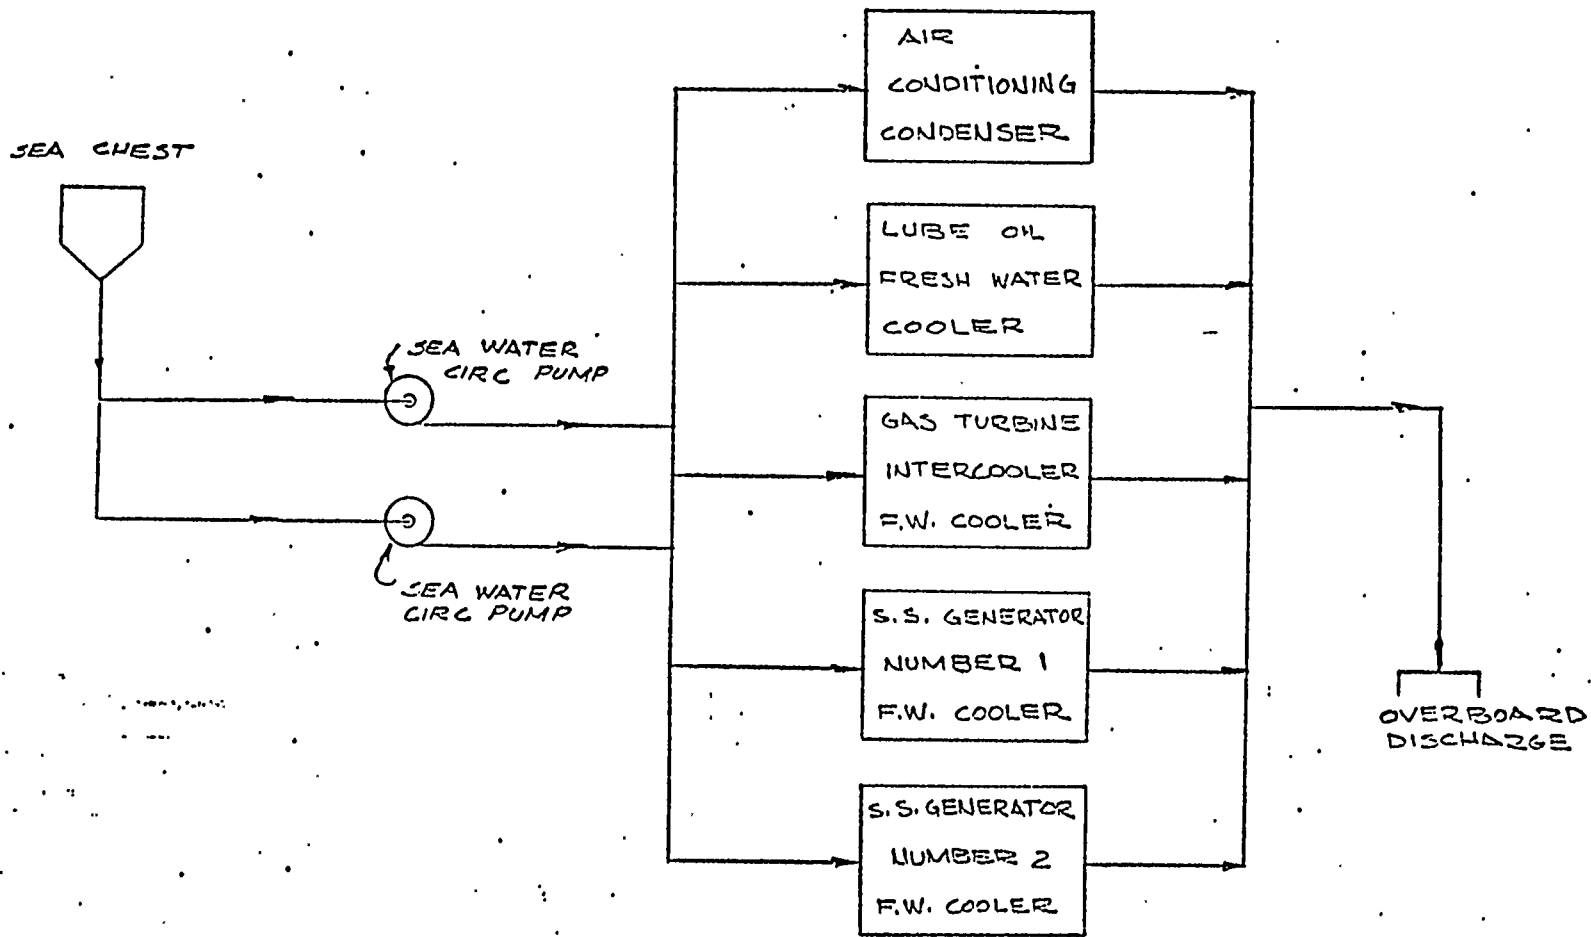 SEA CHEST
SEA WATER
CIRC PUMP
SEA WATER
CIRC PUMP
AIR
CONDITIONING
CONDENSER
LUBE OIL
FRESH WATER
COOLER
GAS TURBINE
INTERCOOLER
F.W. COOLER
S.S. GENERATOR
NUMBER 1
F.W. COOLER
S.S. GENERATOR
NUMBER 2
F.W. COOLER
OVERBOARD
DISCHARGE